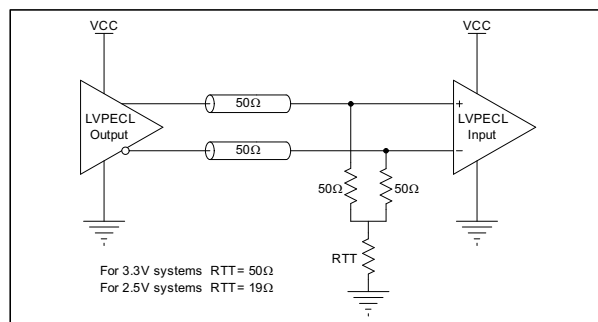 VCC
VCC
LVPECL
Output
50Ω
50Ω
+
−
LVPECL
Input
50Ω
50Ω
RTT
For 3.3V systems RTT = 50Ω
For 2.5V systems RTT = 19Ω